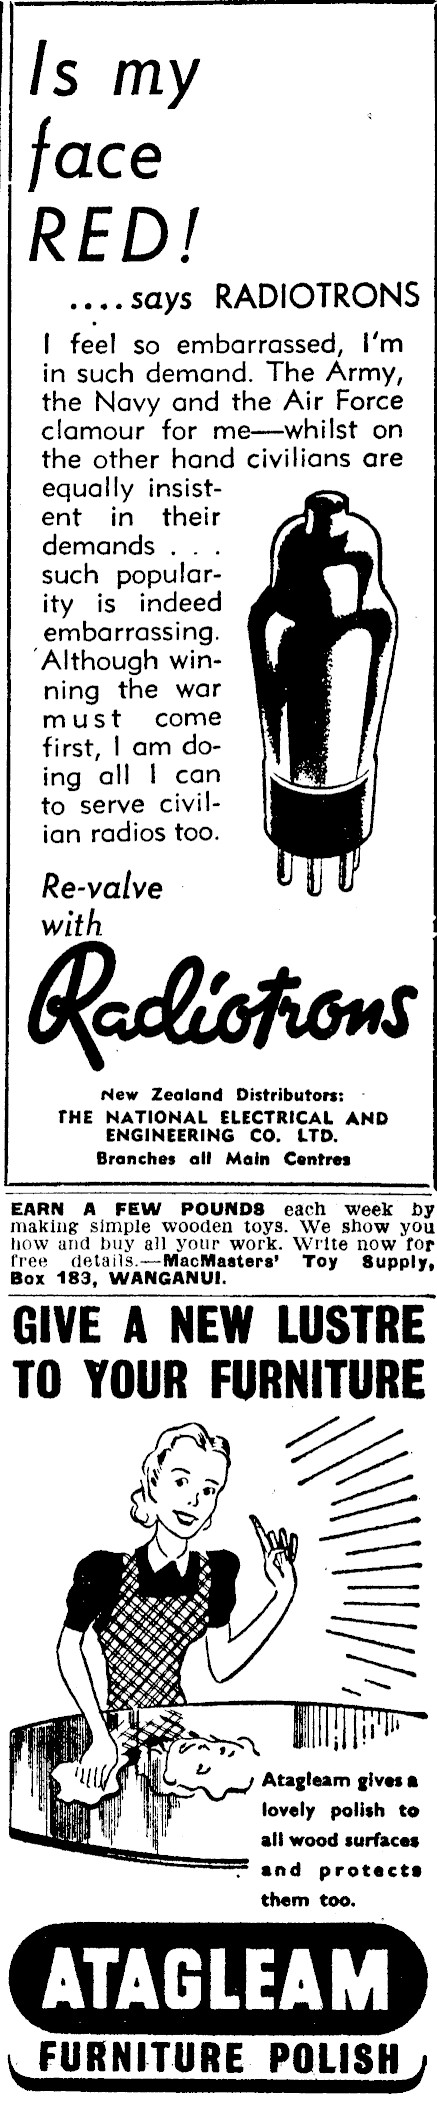 Is my
face
RED!
....says RADIOTRONS
I feel so embarrassed, I'm
in such demand. The Army,
the Navy and the Air Force
clamour for me—whilst on
the other hand civilians are
equally insist-
ent in their
demands . . .
such popular-
ity is indeed
embarrassing.
Although win-
ning the war
must come
first, I am do-
ing all I can
to serve civil-
ian radios too.
Re-valve
with
Radiotrons
New Zealand Distributors:
THE NATIONAL ELECTRICAL AND
ENGINEERING CO. LTD.
Branches all Main Centres
EARN A FEW POUNDS each week by
making simple wooden toys. We show you
how and buy all your work. Write now for
free details.—MacMasters' Toy Supply,
Box 183, WANGANUI.
GIVE A NEW LUSTRE
TO YOUR FURNITURE
Atagleam gives a
lovely polish to
all wood surfaces
and protects
them too.
ATAGLEAM
FURNITURE POLISH